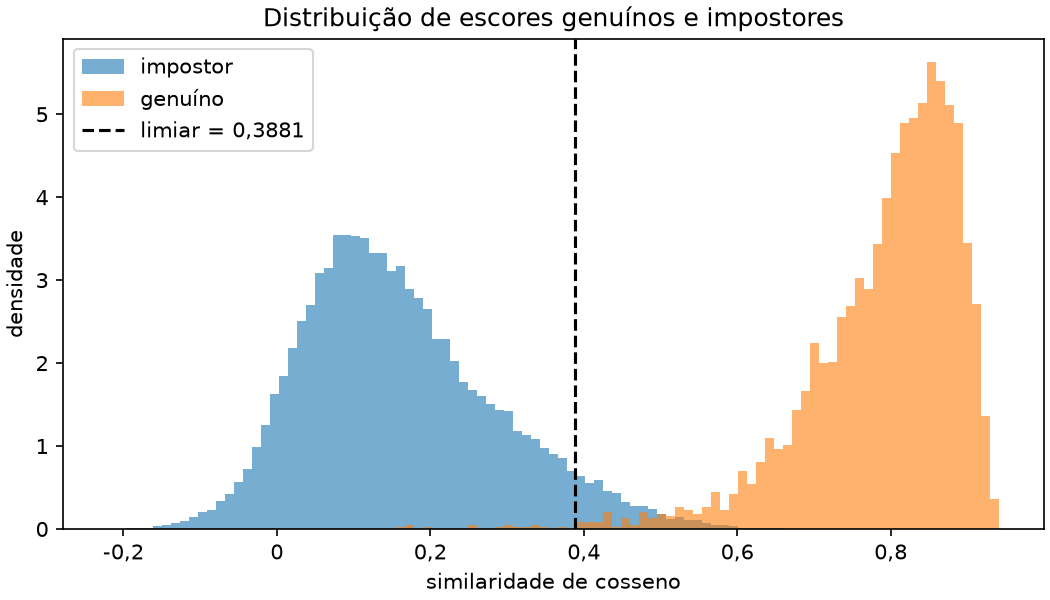 Distribuição de escores genuínos e impostores
impostor
genuíno
limiar = 0,3881
densidade
5
4
3
2
1
0
-0,2
0
0,2
0,4
0,6
0,8
similaridade de cosseno